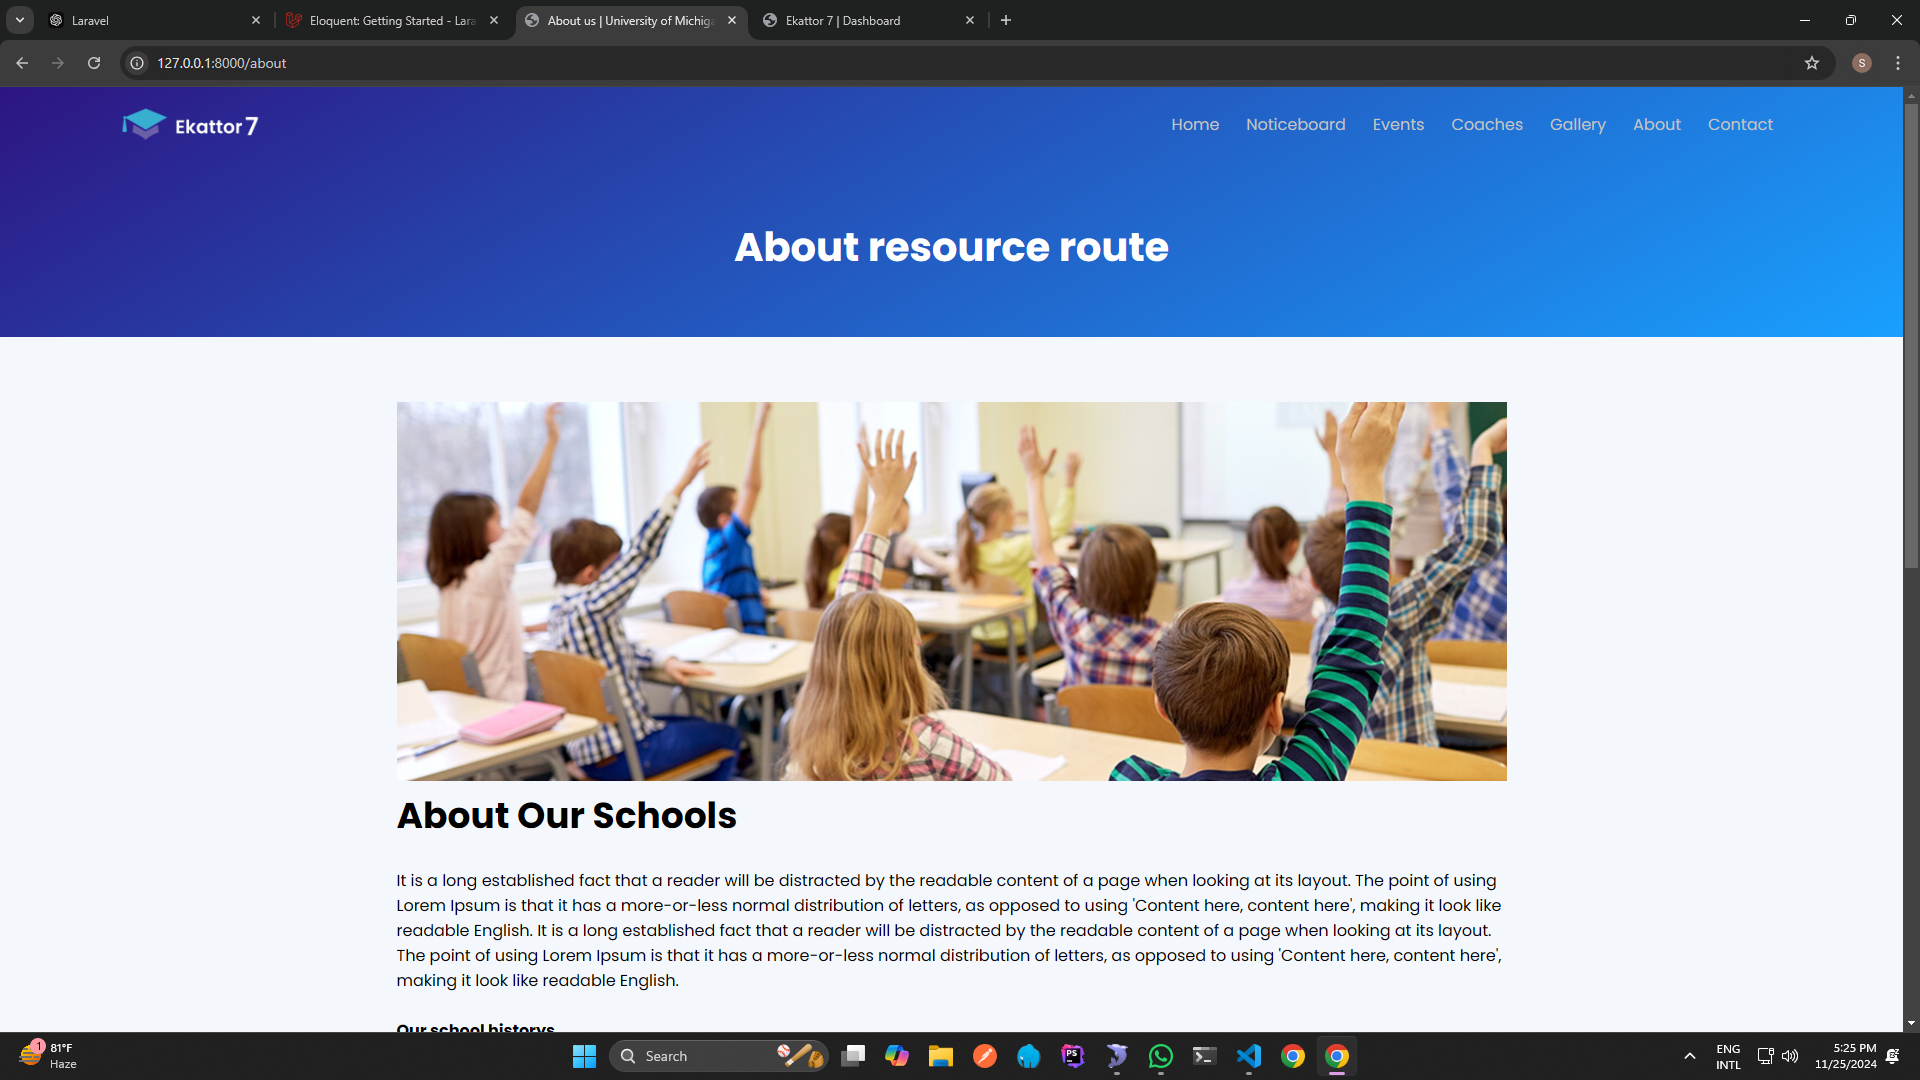 Laravel
Eloquent: Getting Started - Lara
About us | University of Michiga
Ekattor 7 | Dashboard
127.0.0.1:8000/about
S
Ekattor 7
Home
Noticeboard
Events
Coaches
Gallery
About
Contact
About resource route
About Our Schools
It is a long established fact that a reader will be distracted by the readable content of a page when looking at its layout. The point of using
Lorem Ipsum is that it has a more-or-less normal distribution of letters, as opposed to using 'Content here, content here', making it look like
readable English. It is a long established fact that a reader will be distracted by the readable content of a page when looking at its layout.
The point of using Lorem Ipsum is that it has a more-or-less normal distribution of letters, as opposed to using 'Content here, content here',
making it look like readable English.
Our school historys
1
81°F
Haze
Search
PS
ENG
INTL
5:25 PM
11/25/2024